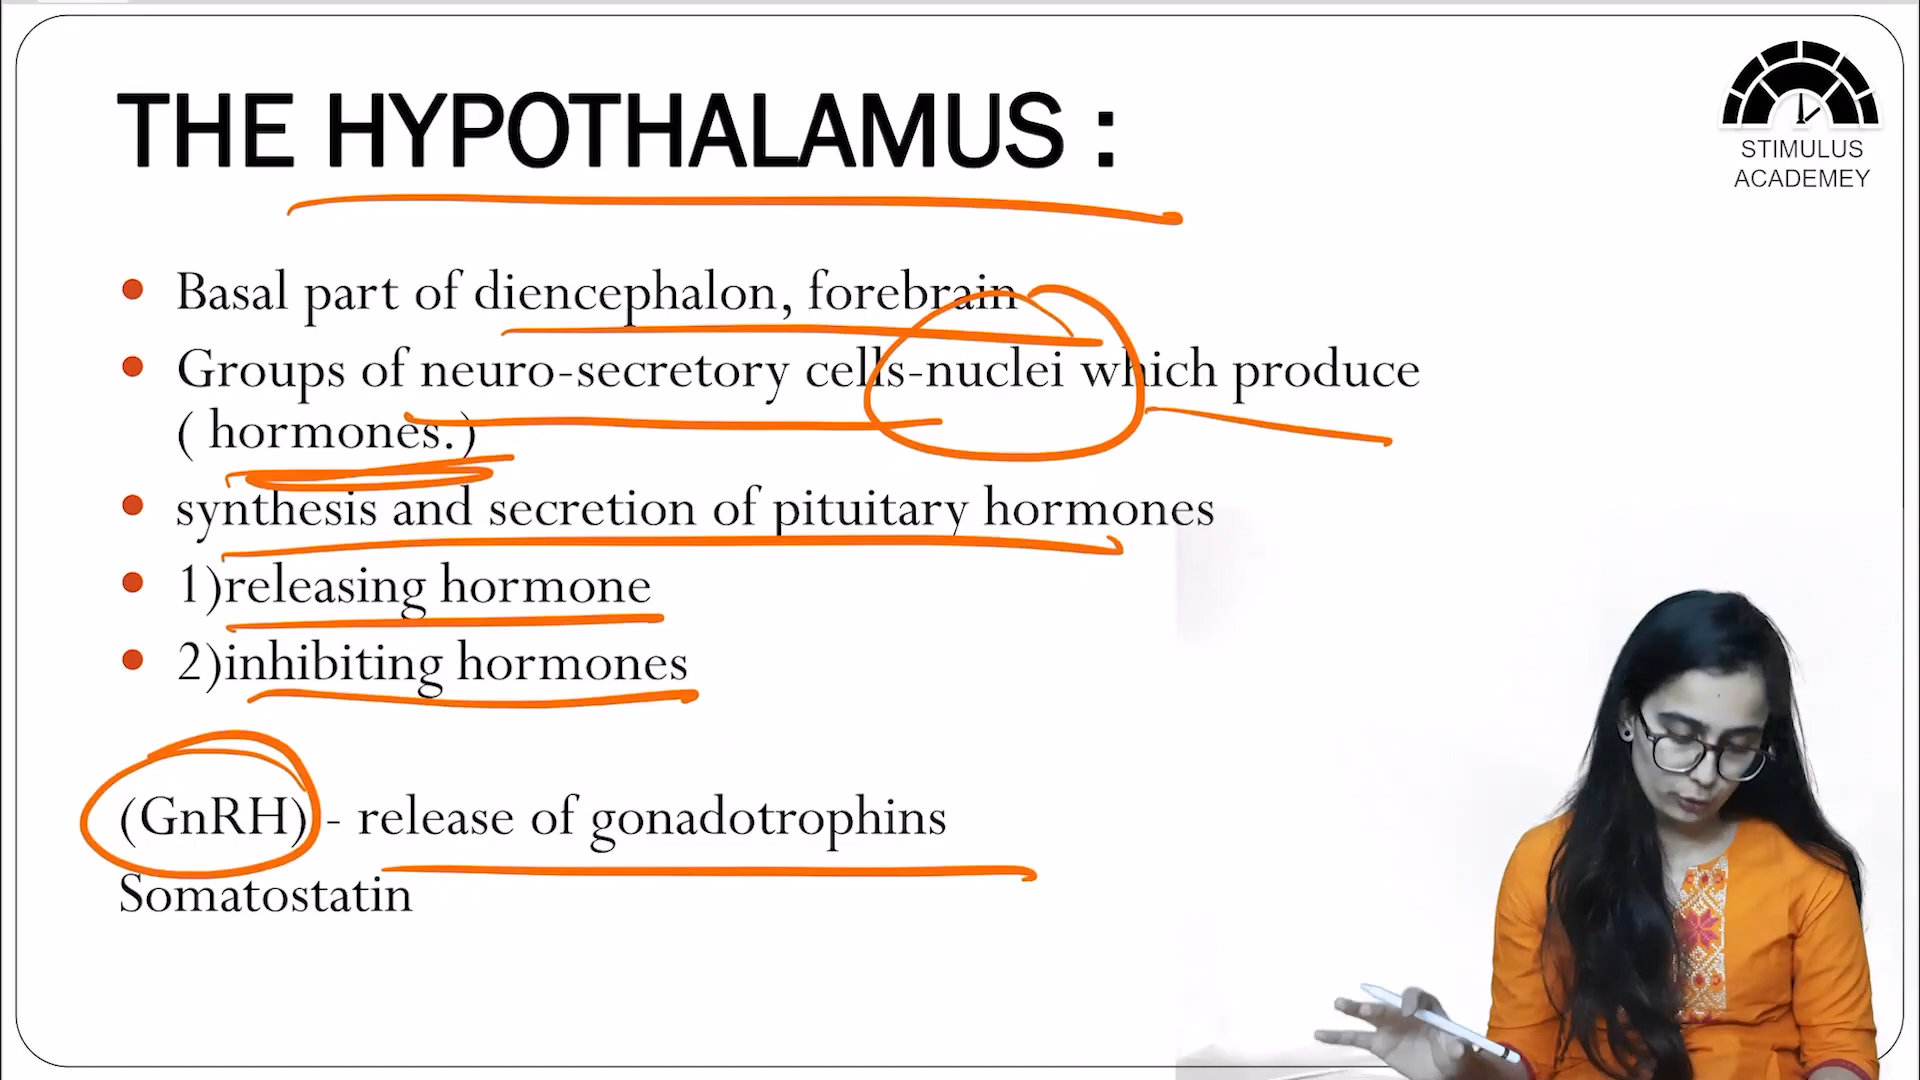 THE HYPOTHALAMUS :
STIMULUS
ACADEMEY
• Basal part of diencephalon, forebrain
• Groups of neuro-secretory cells-nuclei which produce
( hormones.)
• synthesis and secretion of pituitary hormones
• 1)releasing hormone
• 2)inhibiting hormones
(GnRH) - release of gonadotrophins
Somatostatin